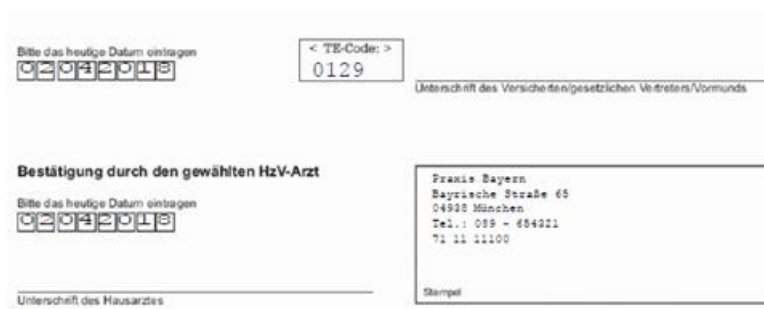 Bitte das heutige Datum eintragen
02042018
< TE-Code: >
0129
Unterschrift des Versicherten/gesetzlichen Vertreters/Vormunds
Bestätigung durch den gewählten HzV-Arzt
Bitte das heutige Datum eintragen
02042018
Unterschrift des Hausarztes
Praxis Bayern
Bayrische Straße 65
04938 München
Tel.: 089 - 654321
71 11 11100
Stempel